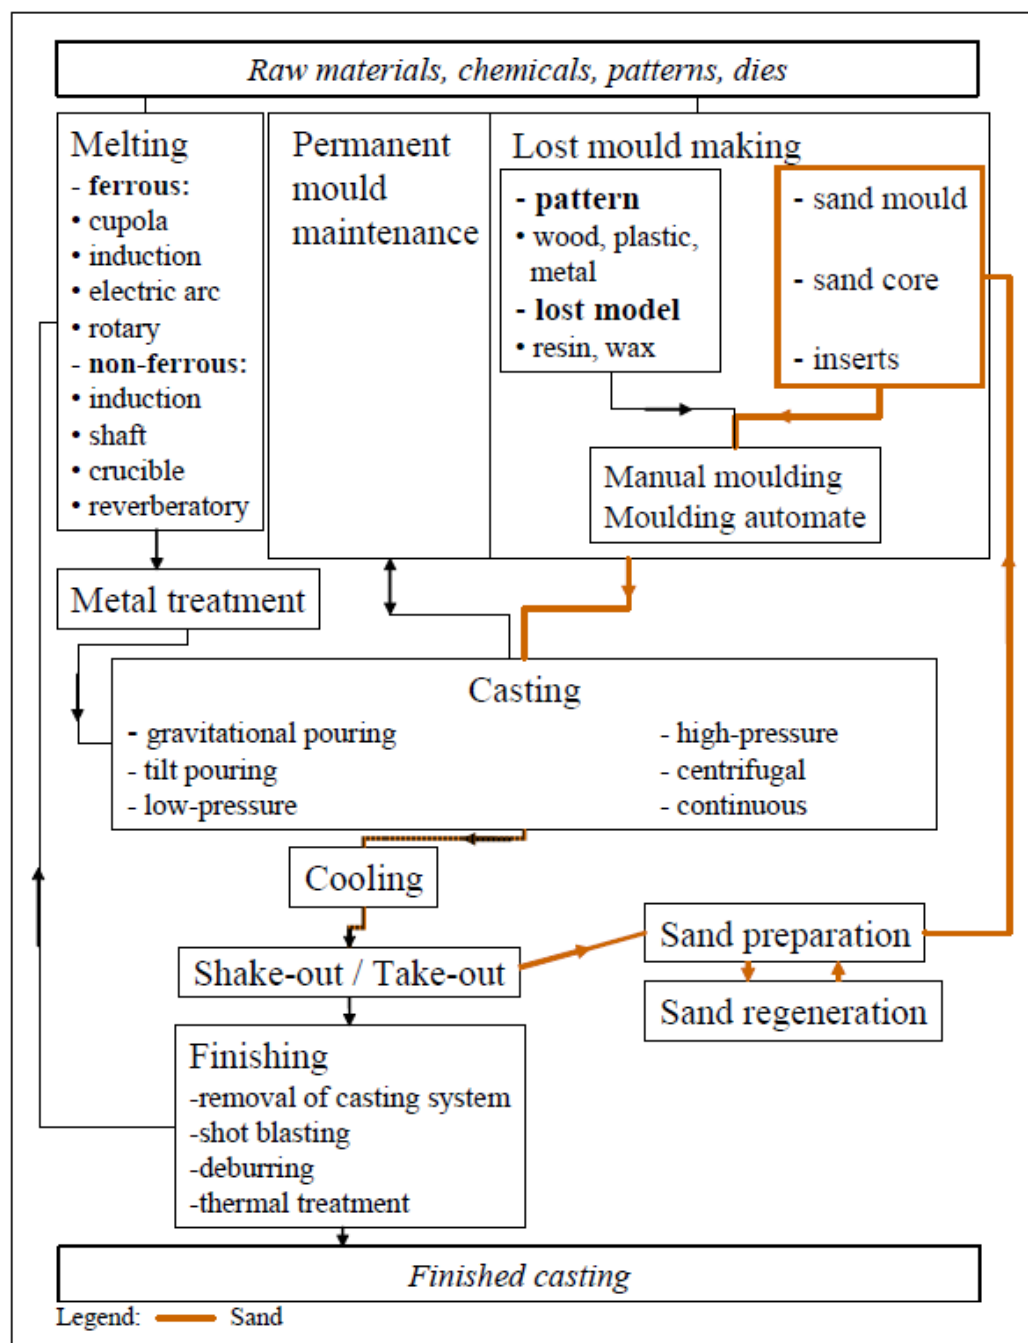 Raw materials, chemicals, patterns, dies
Melting
- ferrous:
• cupola
• induction
• electric arc
• rotary
- non-ferrous:
• induction
• shaft
• crucible
• reverberatory
Permanent
mould
maintenance
Lost mould making
- pattern
• wood, plastic,
metal
- lost model
• resin, wax
- sand mould
- sand core
- inserts
Manual moulding
Moulding automate
Metal treatment
Casting
- gravitational pouring
- tilt pouring
- low-pressure
- high-pressure
- centrifugal
- continuous
Cooling
Shake-out / Take-out
Sand preparation
Sand regeneration
Finishing
-removal of casting system
-shot blasting
-deburring
-thermal treatment
Finished casting
Legend: Sand